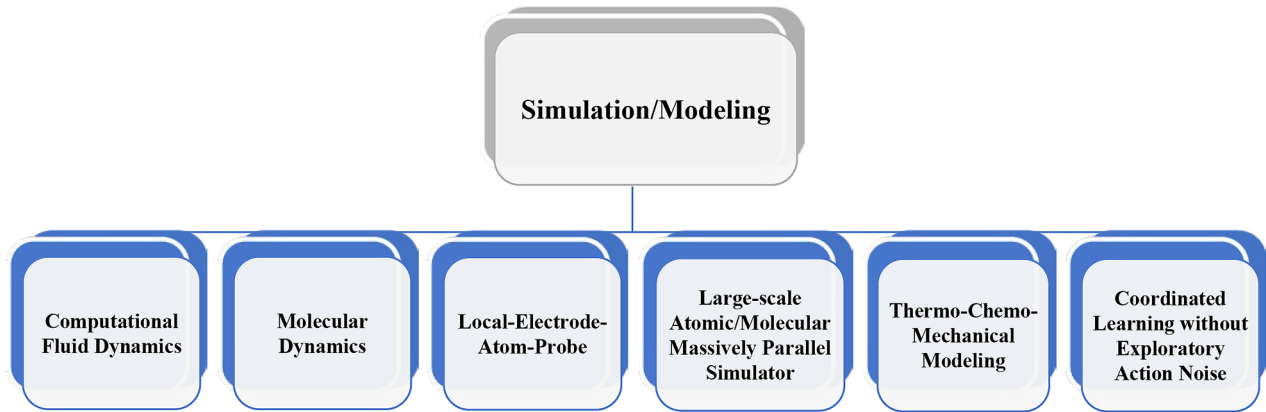 Simulation/Modeling
Computational
Fluid Dynamics
Molecular
Dynamics
Local-Electrode-
Atom-Probe
Large-scale
Atomic/Molecular
Massively Parallel
Simulator
Thermo-Chemo-
Mechanical
Modeling
Coordinated
Learning without
Exploratory
Action Noise